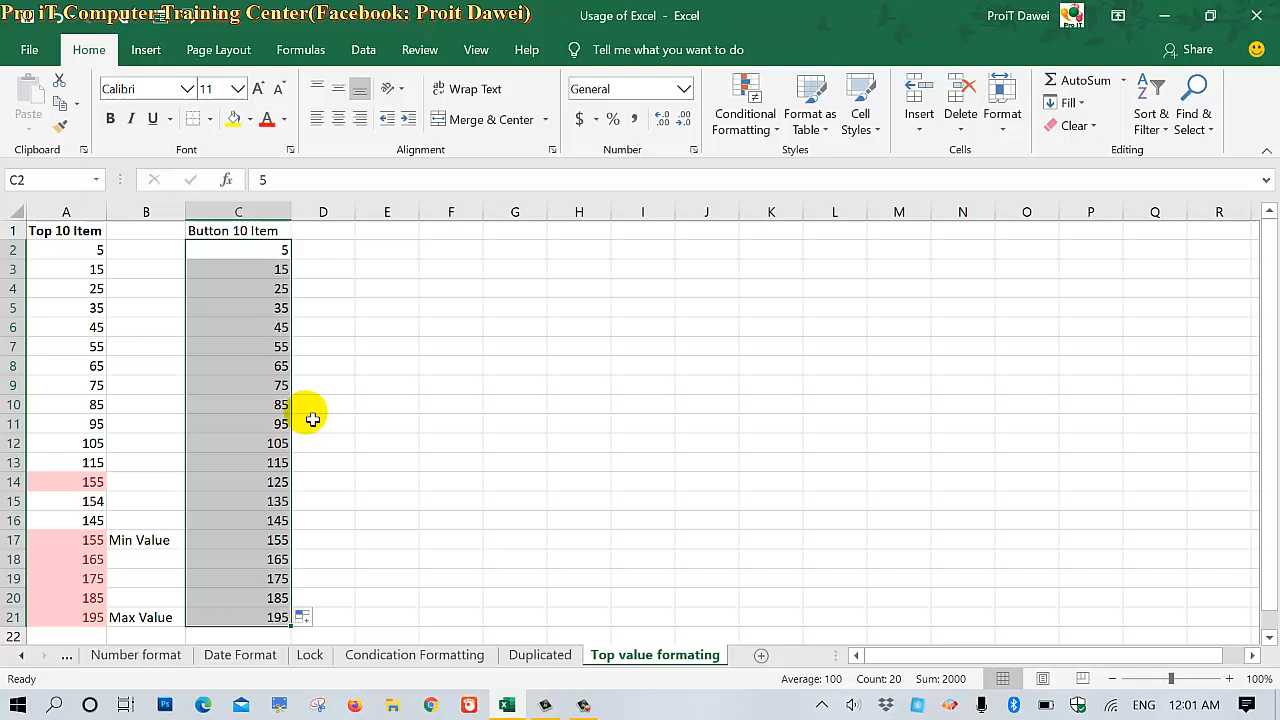 Pro iT Computer Training Center(Facebook: Proit Dawei)
Usage of Excel - Excel
ProiT Dawei
File Home Insert Page Layout Formulas Data Review View Help Tell me what you want to do Share
Paste
Calibri 11
Wrap Text
General
Conditional Formatting
Format as Table
Cell Styles
Insert Delete Format
AutoSum
Fill
Clear
Sort & Filter
Find & Select
B I U
Merge & Center
$ % ,
Clipboard Font Alignment Number Styles Cells Editing
C2 fx 5
A B C D E F G H I J K L M N O P Q R
1 Top 10 Item Button 10 Item
2 5 5
3 15 15
4 25 25
5 35 35
6 45 45
7 55 55
8 65 65
9 75 75
10 85 85
11 95 95
12 105 105
13 115 115
14 155 125
15 154 135
16 145 145
17 155 Min Value 155
18 165 165
19 175 175
20 185 185
21 195 Max Value 195
22
... Number format Date Format Lock Condication Formatting Duplicated Top value formating
Ready Average: 100 Count: 20 Sum: 2000 100%
ENG 12:01 AM